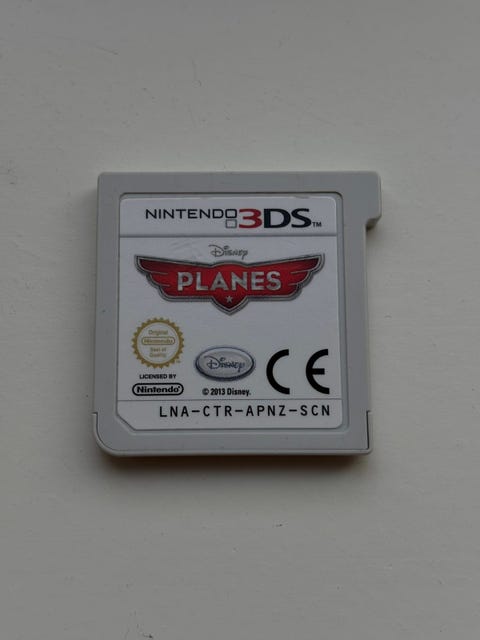 NINTENDO 3DS™
Disney
PLANES
Original
Nintendo
Seal of
Quality
Disney
CE
LICENSED BY
Nintendo®
© 2013 Disney.
LNA-CTR-APNZ-SCN